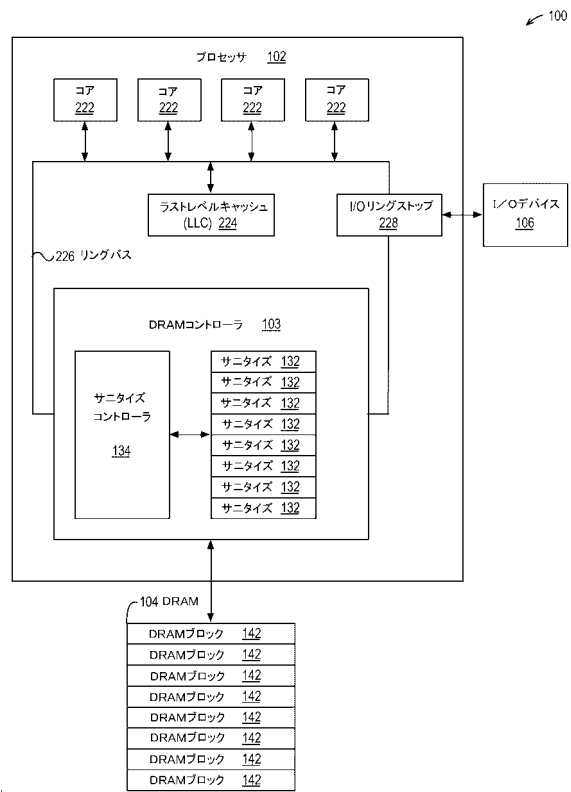 100
プロセッサ 102
コア コア コア コア
222 222 222 222
ラストレベルキャッシュ
(LLC) 224
I/Oリングストップ
228
I/Oデバイス
106
226 リングバス
DRAMコントローラ 103
サニタイズ
コントローラ
134
サニタイズ 132
サニタイズ 132
サニタイズ 132
サニタイズ 132
サニタイズ 132
サニタイズ 132
サニタイズ 132
サニタイズ 132
104 DRAM
DRAMブロック 142
DRAMブロック 142
DRAMブロック 142
DRAMブロック 142
DRAMブロック 142
DRAMブロック 142
DRAMブロック 142
DRAMブロック 142